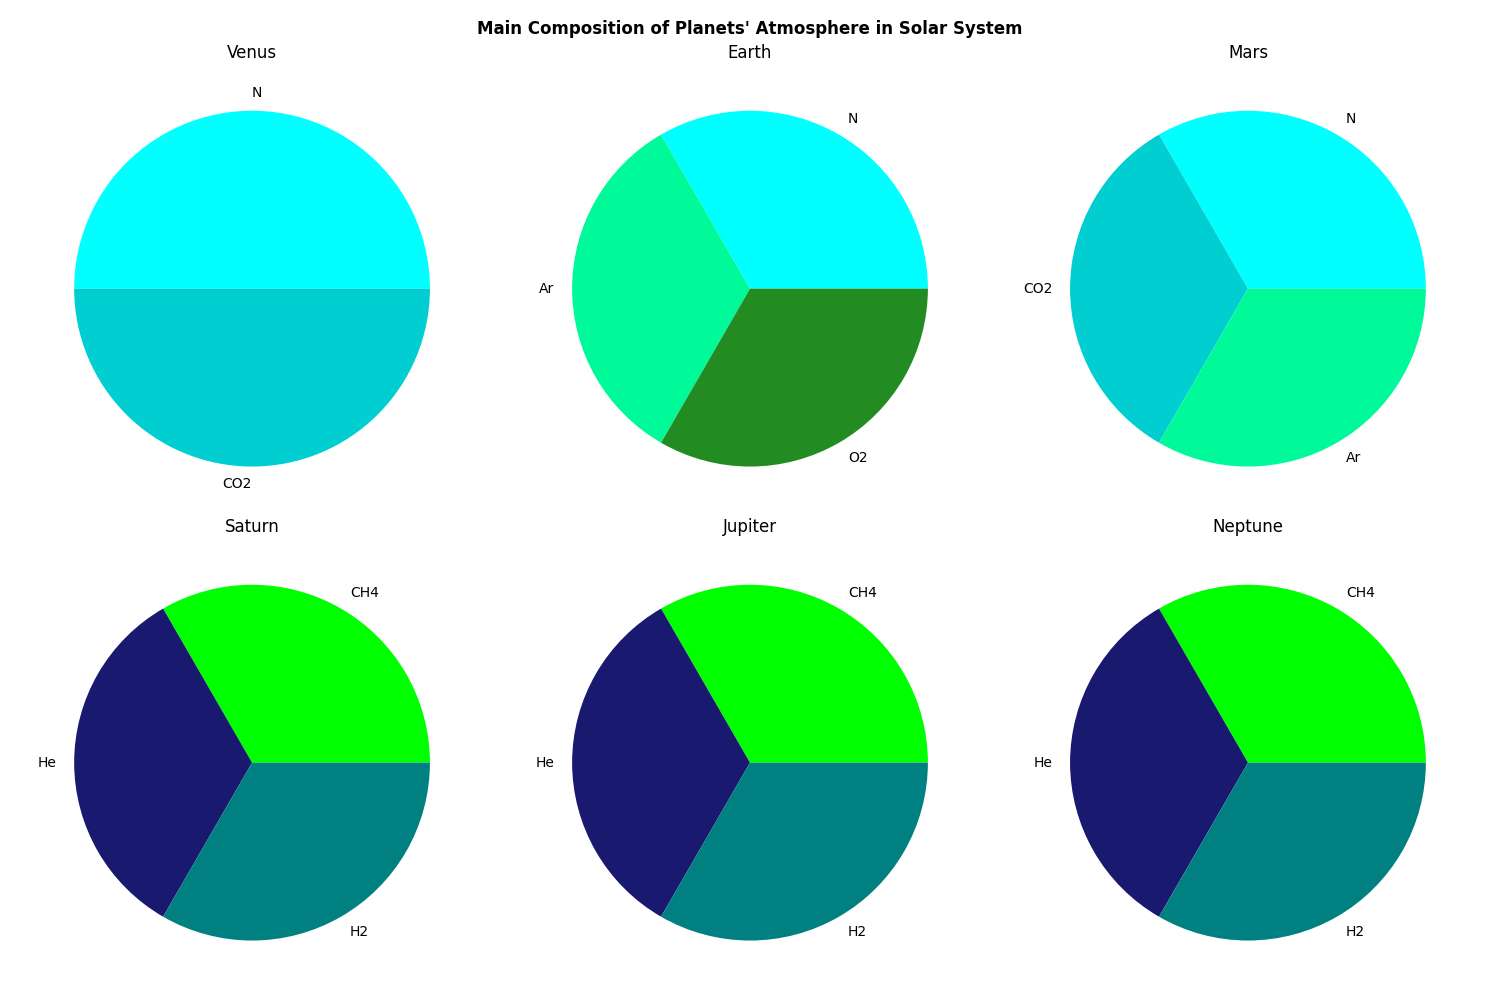 Main Composition of Planets' Atmosphere in Solar System
Venus
N
CO2
Earth
N
Ar
O2
Mars
N
CO2
Ar
Saturn
CH4
He
H2
Jupiter
CH4
He
H2
Neptune
CH4
He
H2